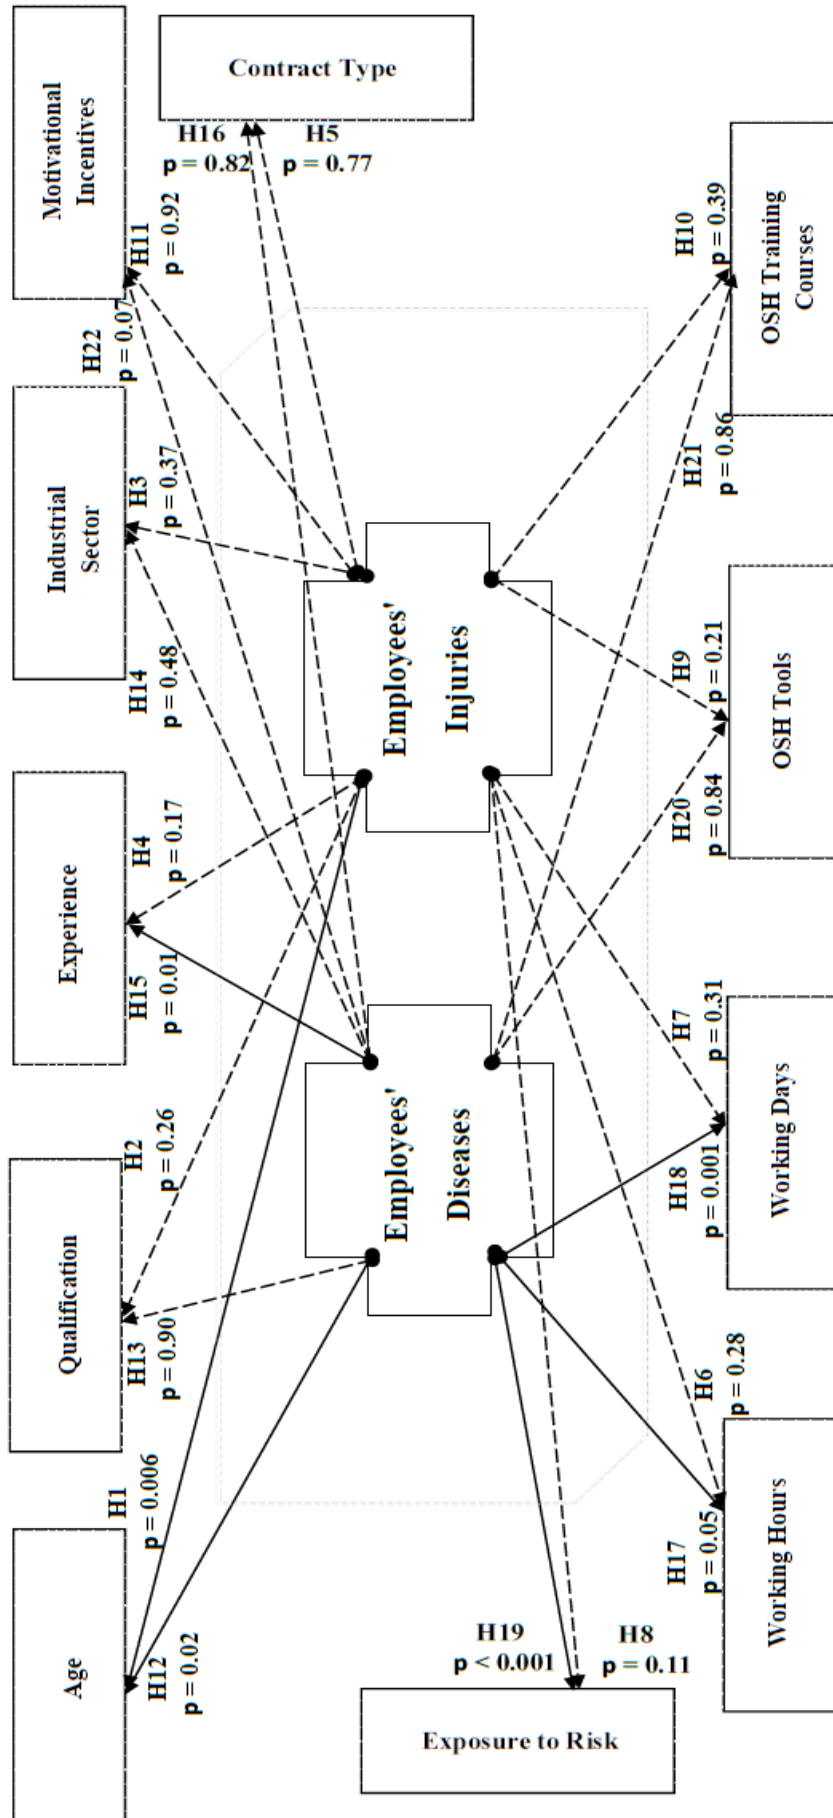 Contract Type
H16
H5
p = 0.82
p = 0.77
Motivational
Incentives
H11
p = 0.92
H22
p = 0.07
Industrial
Sector
H3
p = 0.37
H14
p = 0.48
Experience
H4
p = 0.17
H15
p = 0.01
Qualification
H2
p = 0.26
H13
p = 0.90
Age
H1
p = 0.006
H12
p = 0.02
Employees'
Injuries
Employees'
Diseases
H10
p = 0.39
OSH Training
Courses
H21
p = 0.86
H9
p = 0.21
OSH Tools
H20
p = 0.84
H7
p = 0.31
Working Days
H18
p = 0.001
H6
p = 0.28
Working Hours
H17
p = 0.05
H19
H8
p < 0.001
p = 0.11
Exposure to Risk